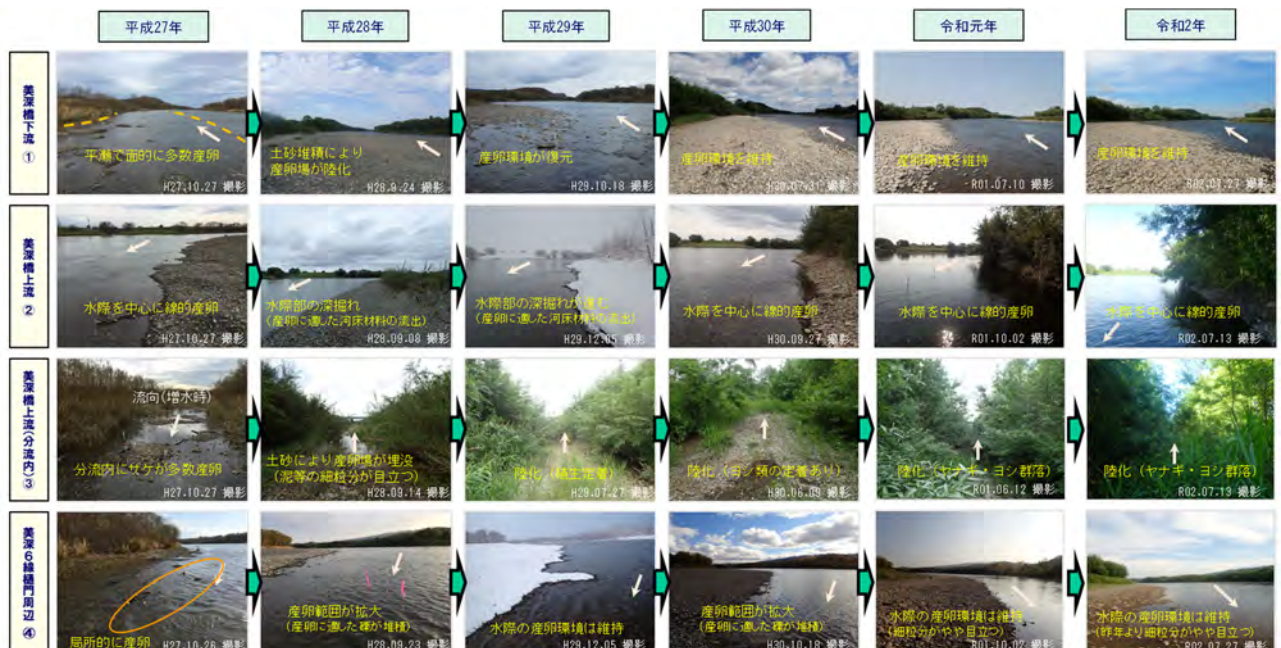 平成27年
平成28年
平成29年
平成30年
令和元年
令和2年
美深橋下流
①
平瀬で面的に多数産卵
H27.10.27 撮影
土砂堆積により
産卵場が陸化
H28.9.24 撮影
産卵環境が復元
H29.10.18 撮影
産卵環境を維持
H30.07.31 撮影
産卵環境を維持
R01.07.10 撮影
産卵環境を維持
R02.07.27 撮影
美深橋上流
②
水際を中心に線的産卵
H27.10.27 撮影
水際部の深掘れ
(産卵に適した河床材料の流出)
H28.09.08 撮影
水際部の深掘れが進む
(産卵に適した河床材料の流出)
H29.12.05 撮影
水際を中心に線的産卵
H30.09.27 撮影
水際を中心に線的産卵
R01.10.02 撮影
水際を中心に線的産卵
R02.07.13 撮影
美深橋上流(分流内)
③
流向(増水時)
分流内にサケが多数産卵
H27.10.27 撮影
土砂により産卵場が埋没
(泥等の細粒分が目立つ)
H28.09.14 撮影
陸化（植生定着）
H29.07.27 撮影
陸化（ヨシ類の定着あり）
H30.06.09 撮影
陸化（ヤナギ・ヨシ群落）
R01.06.12 撮影
陸化（ヤナギ・ヨシ群落）
R02.07.13 撮影
美深6線樋門周辺
④
局所的に産卵
H27.10.26 撮影
産卵範囲が拡大
(産卵に適した礫が堆積)
H28.09.23 撮影
水際の産卵環境は維持
H29.12.05 撮影
産卵範囲が拡大
(産卵に適した礫が堆積)
H30.10.18 撮影
水際の産卵環境は維持
(細粒分がやや目立つ)
R01.10.02 撮影
水際の産卵環境は維持
(昨年より細粒分がやや目立つ)
R02.07.27 撮影